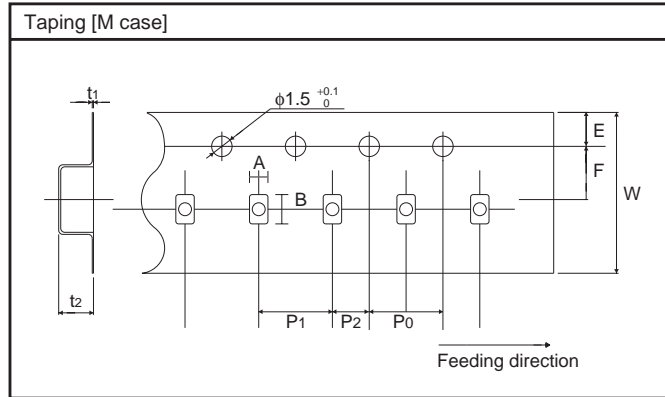 Taping [M case]
t1
ϕ1.5 +0.1 0
E
A
F
B
W
t2
P1 P2 P0
Feeding direction